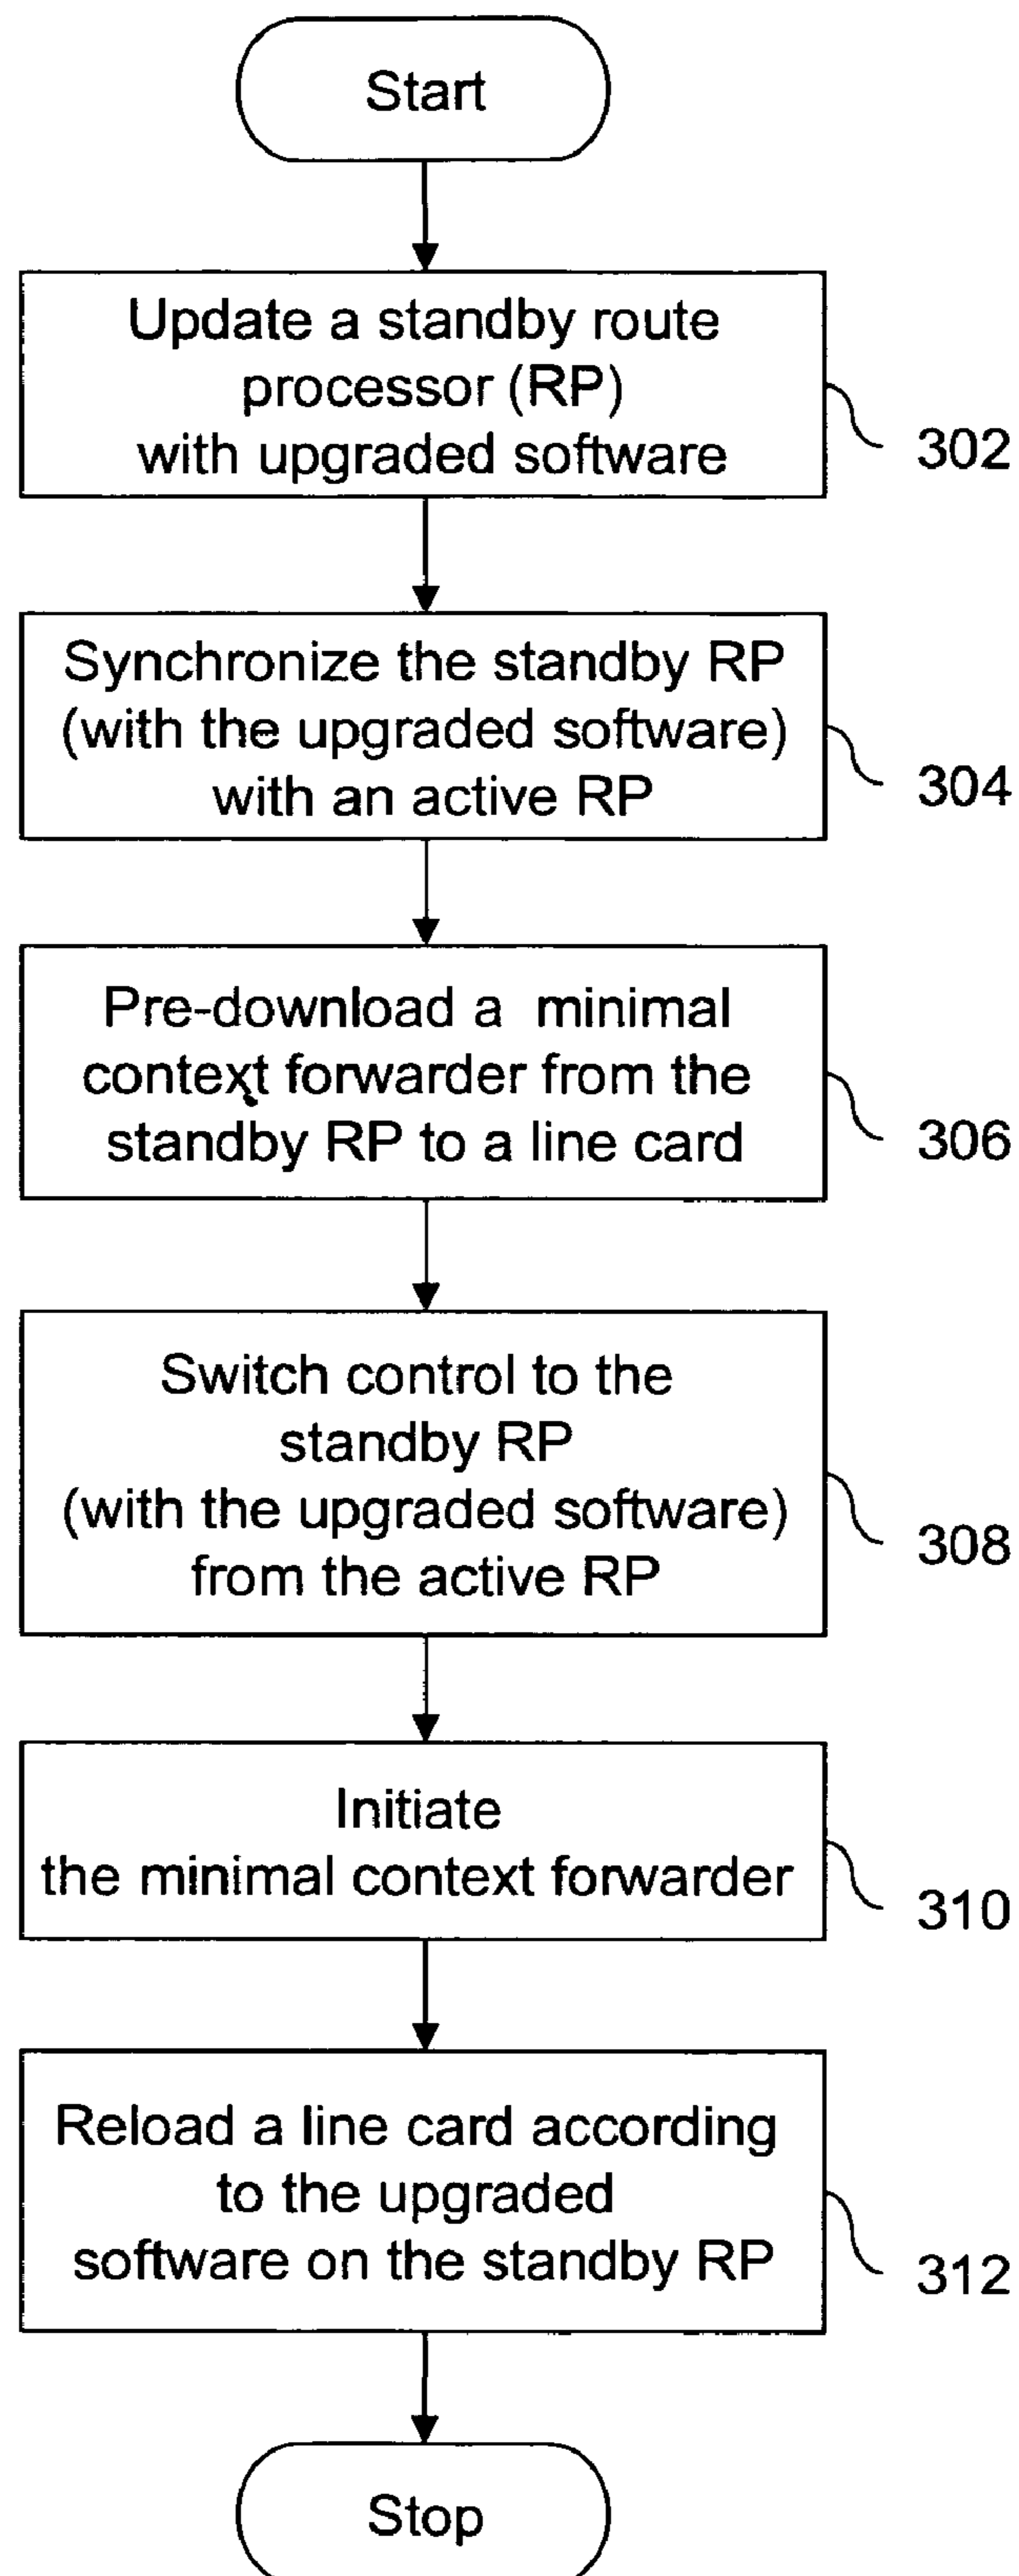 Start
Update a standby route
processor (RP)
with upgraded software
302
Synchronize the standby RP
(with the upgraded software)
with an active RP
304
Pre-download a minimal
context forwarder from the
standby RP to a line card
306
Switch control to the
standby RP
(with the upgraded software)
from the active RP
308
Initiate
the minimal context forwarder
310
Reload a line card according
to the upgraded
software on the standby RP
312
Stop